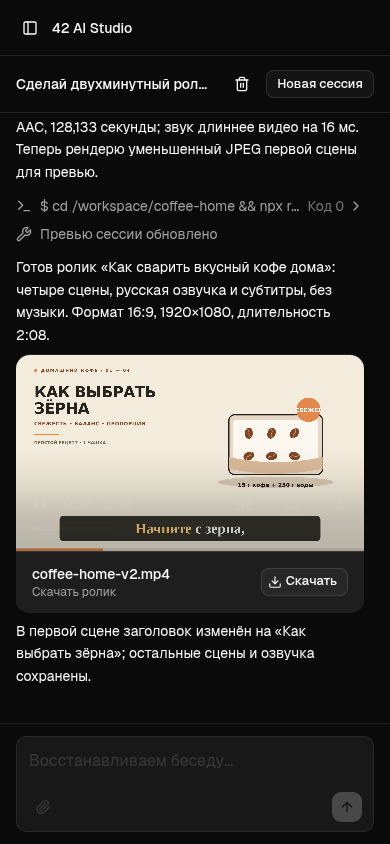 42 AI Studio
Сделай двухминутный рол...
Новая сессия
AAC, 128,133 секунды; звук длиннее видео на 16 мс.
Теперь рендерю уменьшенный JPEG первой сцены
для превью.
$ cd /workspace/coffee-home && npx r... Код 0
Превью сессии обновлено
Готов ролик «Как сварить вкусный кофе дома»:
четыре сцены, русская озвучка и субтитры, без
музыки. Формат 16:9, 1920×1080, длительность
2:08.
ДОМАШНИЙ КОФЕ • 01 — 04
КАК ВЫБРАТЬ
ЗЁРНА
СВЕЖЕСТЬ • БАЛАНС • ПРОПОРЦИИ
ПРОСТОЙ РЕЦЕПТ • 1 ЧАШКА
15 г кофе + 250 г воды
Начните с зерна,
coffee-home-v2.mp4
Скачать ролик
Скачать
В первой сцене заголовок изменён на «Как
выбрать зёрна»; остальные сцены и озвучка
сохранены.
Восстанавливаем беседу...